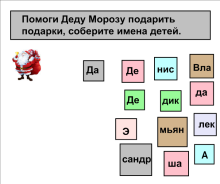 Помоги Деду Морозу подарить
подарки, соберите имена детей.
Да Де нис Вла
Де дик да
Э мьян лек
сандр ша А